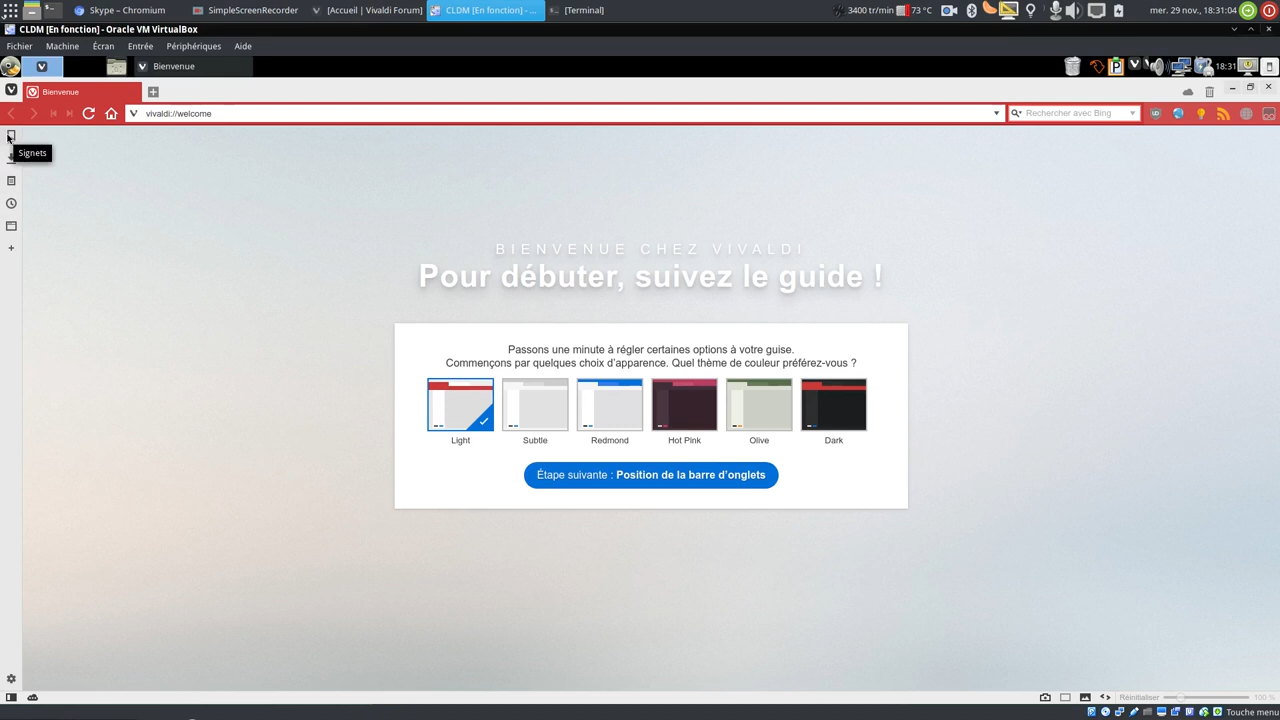 Skype – Chromium
SimpleScreenRecorder
[Accueil | Vivaldi Forum]
CLDM [En fonction] - ...
[Terminal]
3400 tr/min
73 °C
mer. 29 nov., 18:31:04
CLDM [En fonction] - Oracle VM VirtualBox
Fichier
Machine
Écran
Entrée
Périphériques
Aide
Bienvenue
18:31
Bienvenue
vivaldi://welcome
Rechercher avec Bing
Signets
BIENVENUE CHEZ VIVALDI
Pour débuter, suivez le guide !
Passons une minute à régler certaines options à votre guise.
Commençons par quelques choix d'apparence. Quel thème de couleur préférez-vous ?
Light
Subtle
Redmond
Hot Pink
Olive
Dark
Étape suivante : Position de la barre d'onglets
Réinitialiser
100 %
Touche menu